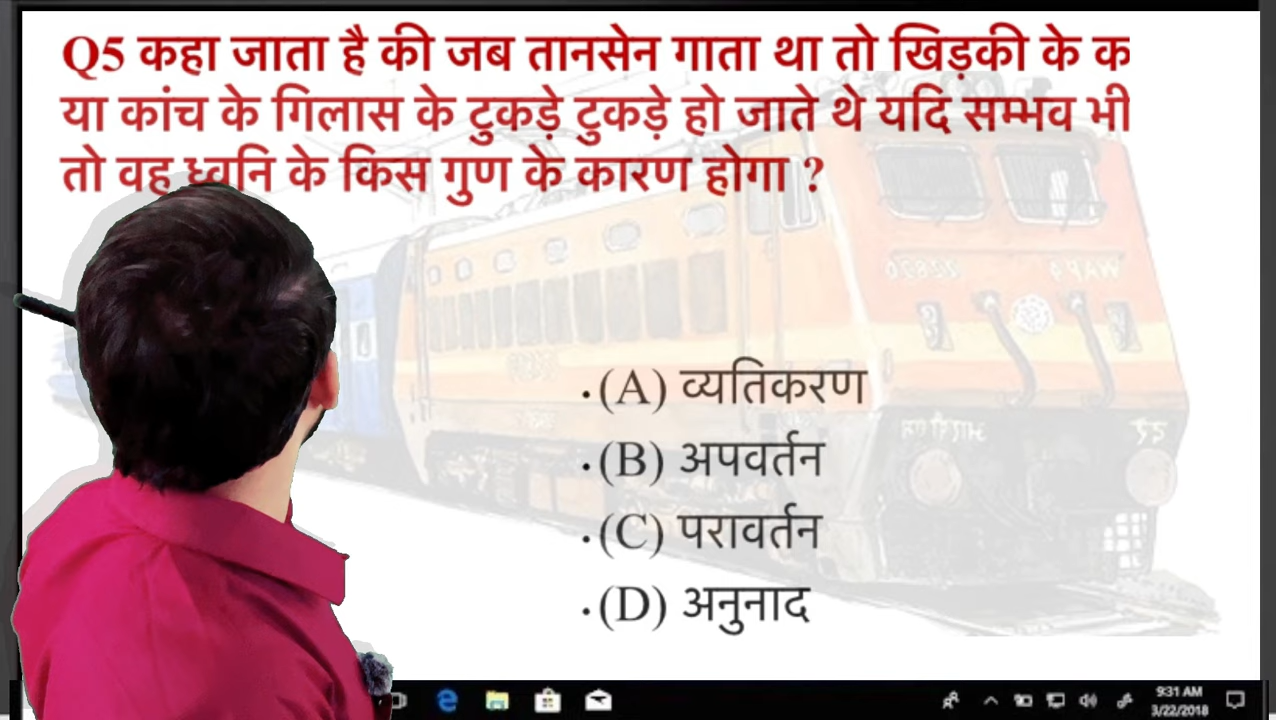 Q5 कहा जाता है की जब तानसेन गाता था तो खिड़की के
या कांच के गिलास के टुकड़े टुकड़े हो जाते थे यदि सम्भव भी
तो वह ध्वनि के किस गुण के कारण होगा ?
.(A) व्यतिकरण
.(B) अपवर्तन
.(C) परावर्तन
.(D) अनुनाद
9:31 AM
3/22/2018